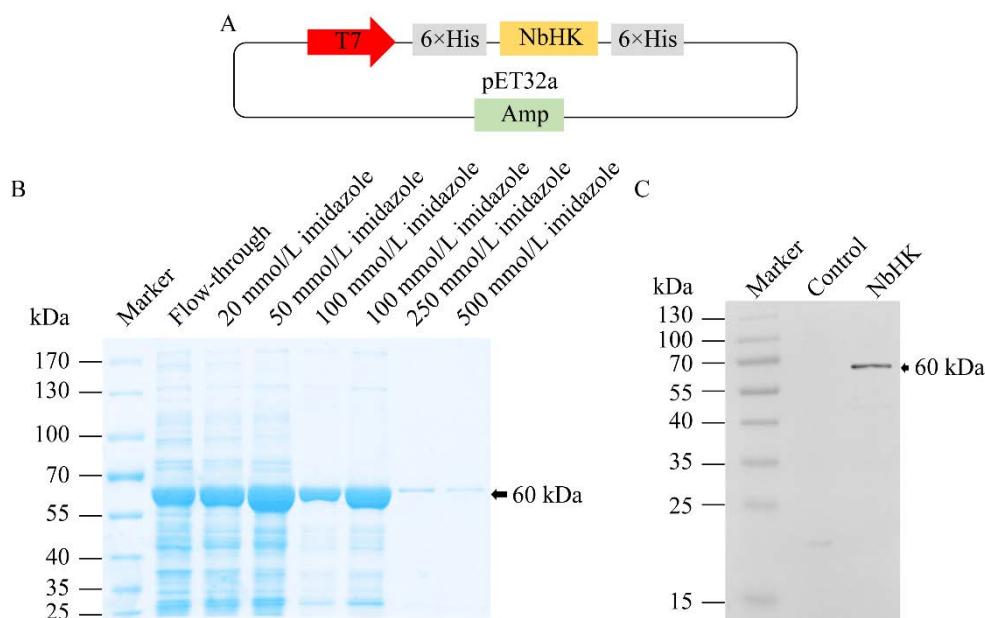 A
T7
6×His
NbHK
6×His
pET32a
Amp
B
kDa
Marker
Flow-through
20 mmol/L imidazole
50 mmol/L imidazole
100 mmol/L imidazole
100 mmol/L imidazole
250 mmol/L imidazole
500 mmol/L imidazole
170
130
100
70
55
40
35
25
60 kDa
C
kDa
Marker
Control
NbHK
130
100
70
55
40
35
25
15
60 kDa